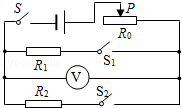 S P
R₀
R₁ S₁
V
R₂ S₂